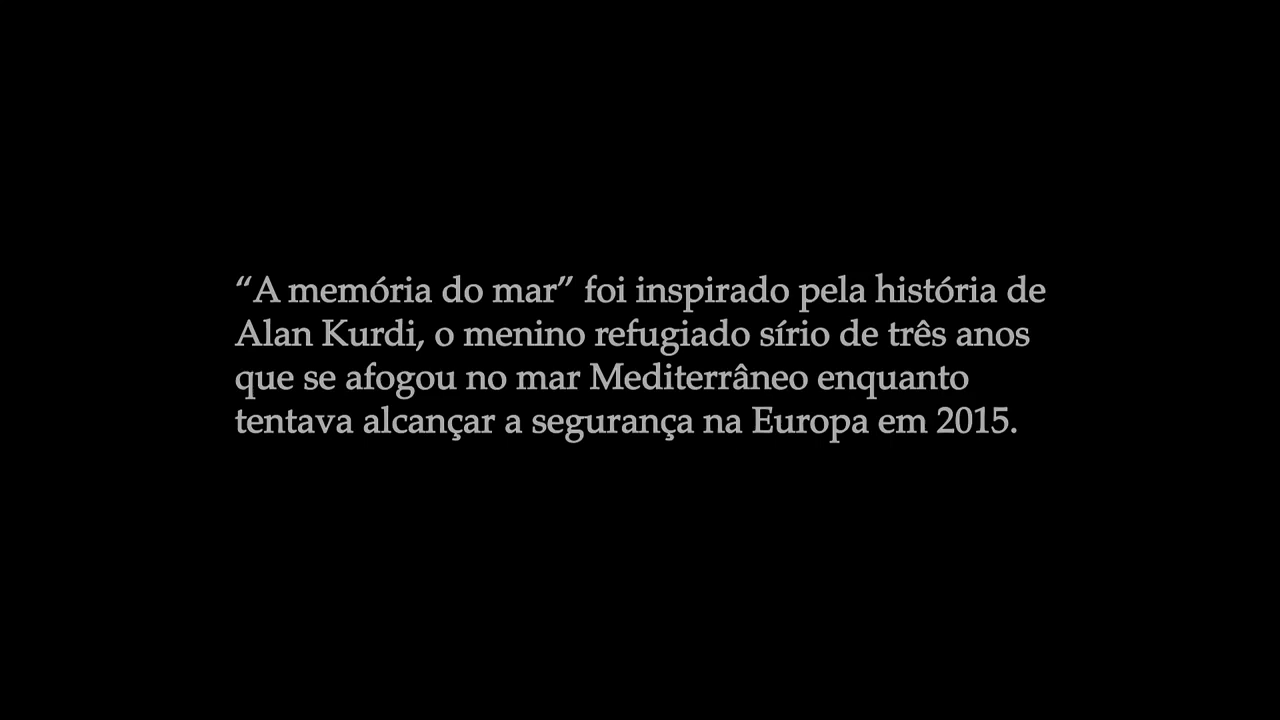 “A memória do mar” foi inspirado pela história de
Alan Kurdi, o menino refugiado sírio de três anos
que se afogou no mar Mediterrâneo enquanto
tentava alcançar a segurança na Europa em 2015.